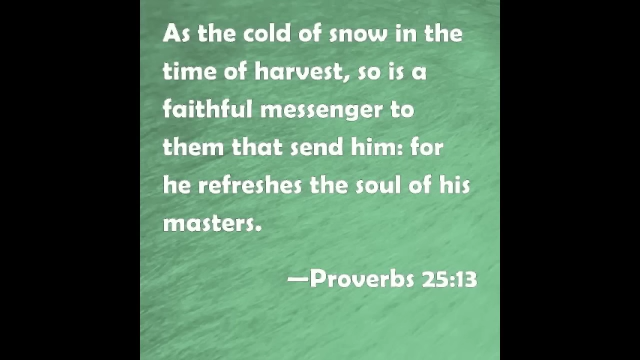 As the cold of snow in the
time of harvest, so is a
faithful messenger to
them that send him: for
he refreshes the soul of his
masters.
—Proverbs 25:13